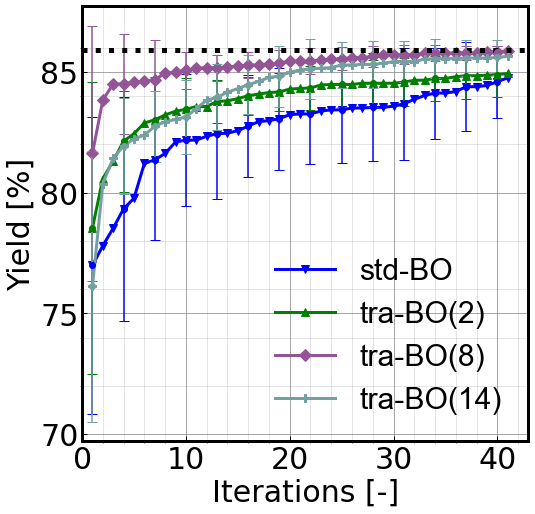 Yield [%]
85
80
75
70
0
10
20
30
40
Iterations [-]
std-BO
tra-BO(2)
tra-BO(8)
tra-BO(14)